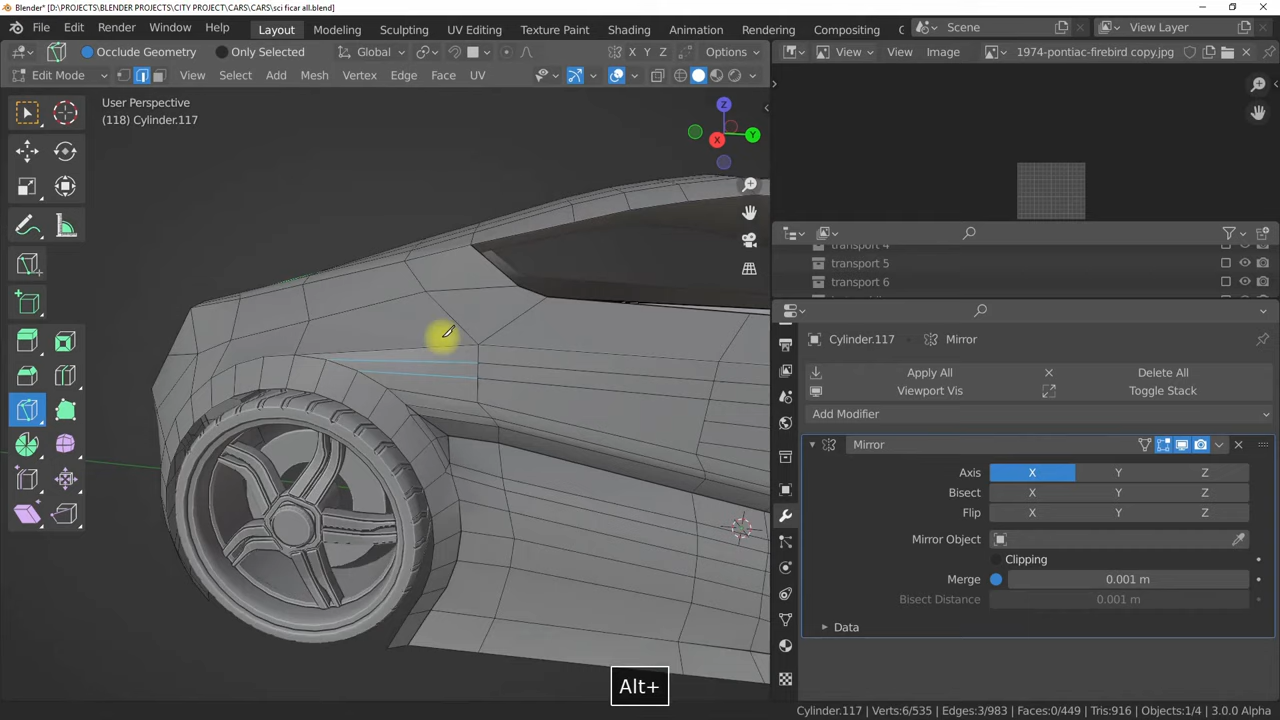 Blender* [D:\PROJECTS\BLENDER PROJECTS\CITY PROJECT\CARS\CARS\sci ficar all.blend]
File Edit Render Window Help Layout Modeling Sculpting UV Editing Texture Paint Shading Animation Rendering Compositing Scene ViewLayer
Occlude Geometry Only Selected Global X Y Z Options View View Image 1974-pontiac-firebird copy.jpg
Edit Mode View Select Add Mesh Vertex Edge Face UV
User Perspective
(118) Cylinder.117
Z
Y
X
transport 4
transport 5
transport 6
Cylinder.117 Mirror
Apply All Delete All
Viewport Vis Toggle Stack
Add Modifier
Mirror
Axis X Y Z
Bisect X Y Z
Flip X Y Z
Mirror Object
Clipping
Merge 0.001 m
Bisect Distance 0.001 m
Data
Alt+
Cylinder.117 | Verts:6/535 | Edges:3/983 | Faces:0/449 | Tris:916 | Objects:1/4 | 3.0.0 Alpha